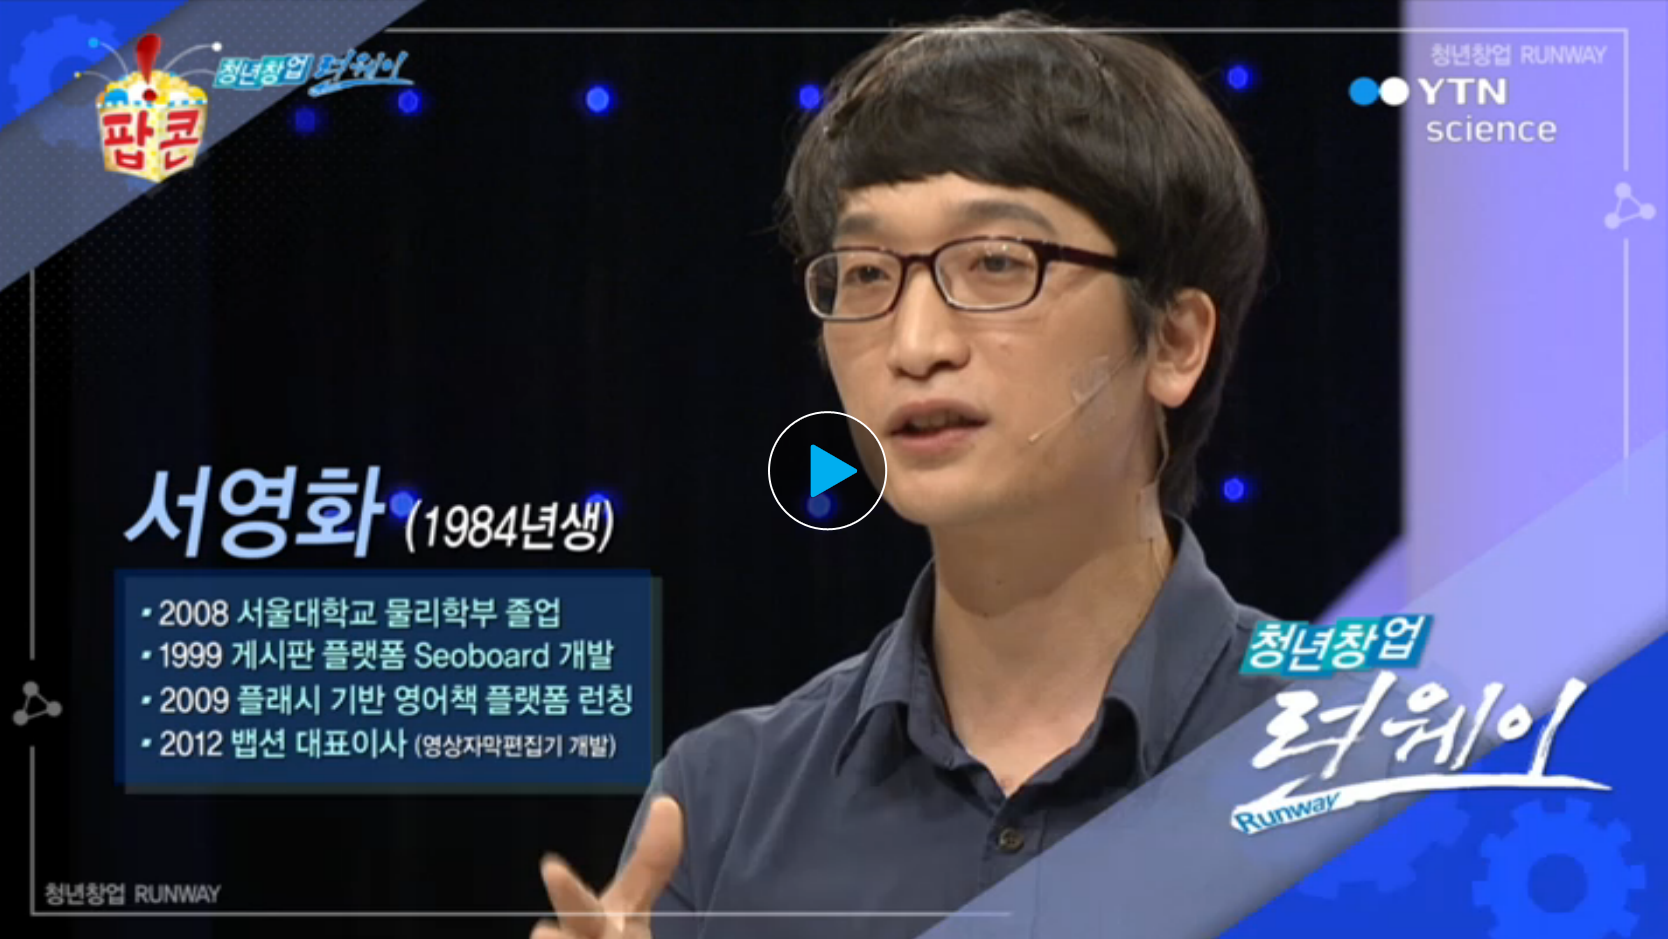 팝콘
청년창업 런웨이
청년창업 RUNWAY
YTN
science
서영화 (1984년생)
• 2008 서울대학교 물리학부 졸업
• 1999 게시판 플랫폼 Seoboard 개발
• 2009 플래시 기반 영어책 플랫폼 런칭
• 2012 뱁션 대표이사 (영상자막편집기 개발)
청년창업
런웨이
Runway
청년창업 RUNWAY